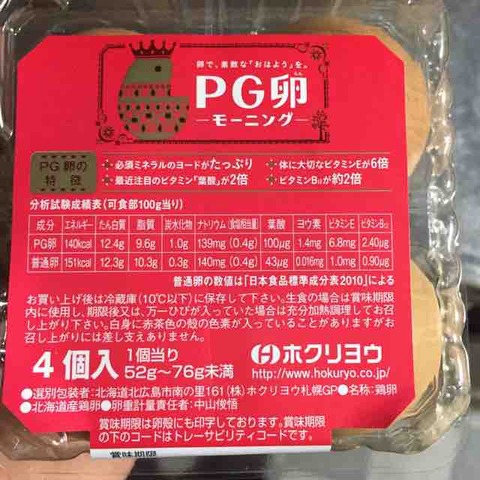 卵で、素敵な「おはよう」を。
PG卵
らん
モーニング
PG卵の
特徴
必須ミネラルのヨードがたっぷり
体に大切なビタミンEが6倍
最近注目のビタミン「葉酸」が2倍
ビタミンB12が約2倍
分析試験成績表(可食部100g当り)
成分 エネルギー たん白質 脂質 炭水化物 ナトリウム(食塩相当量) 葉酸 ヨウ素 ビタミンE ビタミンB12
PG卵 140kcal 12.4g 9.6g 1.0g 139mg (0.4g) 100μg 1.4mg 6.8mg 2.40μg
普通卵 151kcal 12.3g 10.3g 0.3g 140mg (0.4g) 43μg 0.016mg 1.0mg 0.90μg
普通卵の数値は「日本食品標準成分表2010」による
お買い上げ後は冷蔵庫(10℃以下)に保存して下さい。生食の場合は賞味期限
内に使用し、期限後又は、万一ひびが入っていた場合は充分加熱調理してお召
し上がり下さい。白身に赤茶色の殻の色素が入っていることがありますがお召
し上がりには差し支えありません。
4個入 1個当り
52g〜76g未満
ホクリヨウ
http://www.hokuryo.co.jp/
●選別包装者:北海道北広島市南の里161(株)ホクリヨウ札幌GP●名称:鶏卵
●北海道産鶏卵●卵重計量責任者:中山俊悟
賞味期限は卵殻にも印字しております。賞味期限
の下のコードはトレーサビリティコードです。
賞味期限